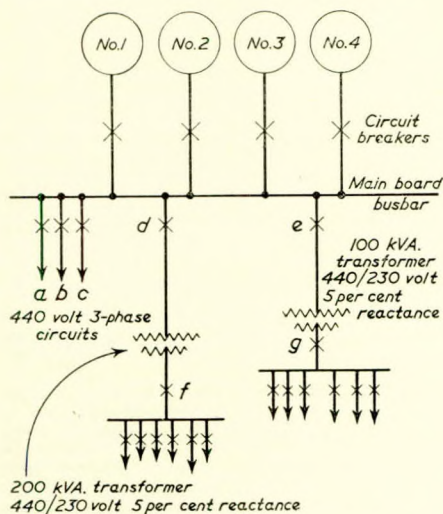 No.1
No.2
No.3
No.4
Circuit
breakers
Main board
busbar
d
e
a
b
c
440 volt 3-phase
circuits
100 kVA.
transformer
440/230 volt
5 per cent
reactance
g
f
200 kVA. transformer
440/230 volt 5 per cent reactance